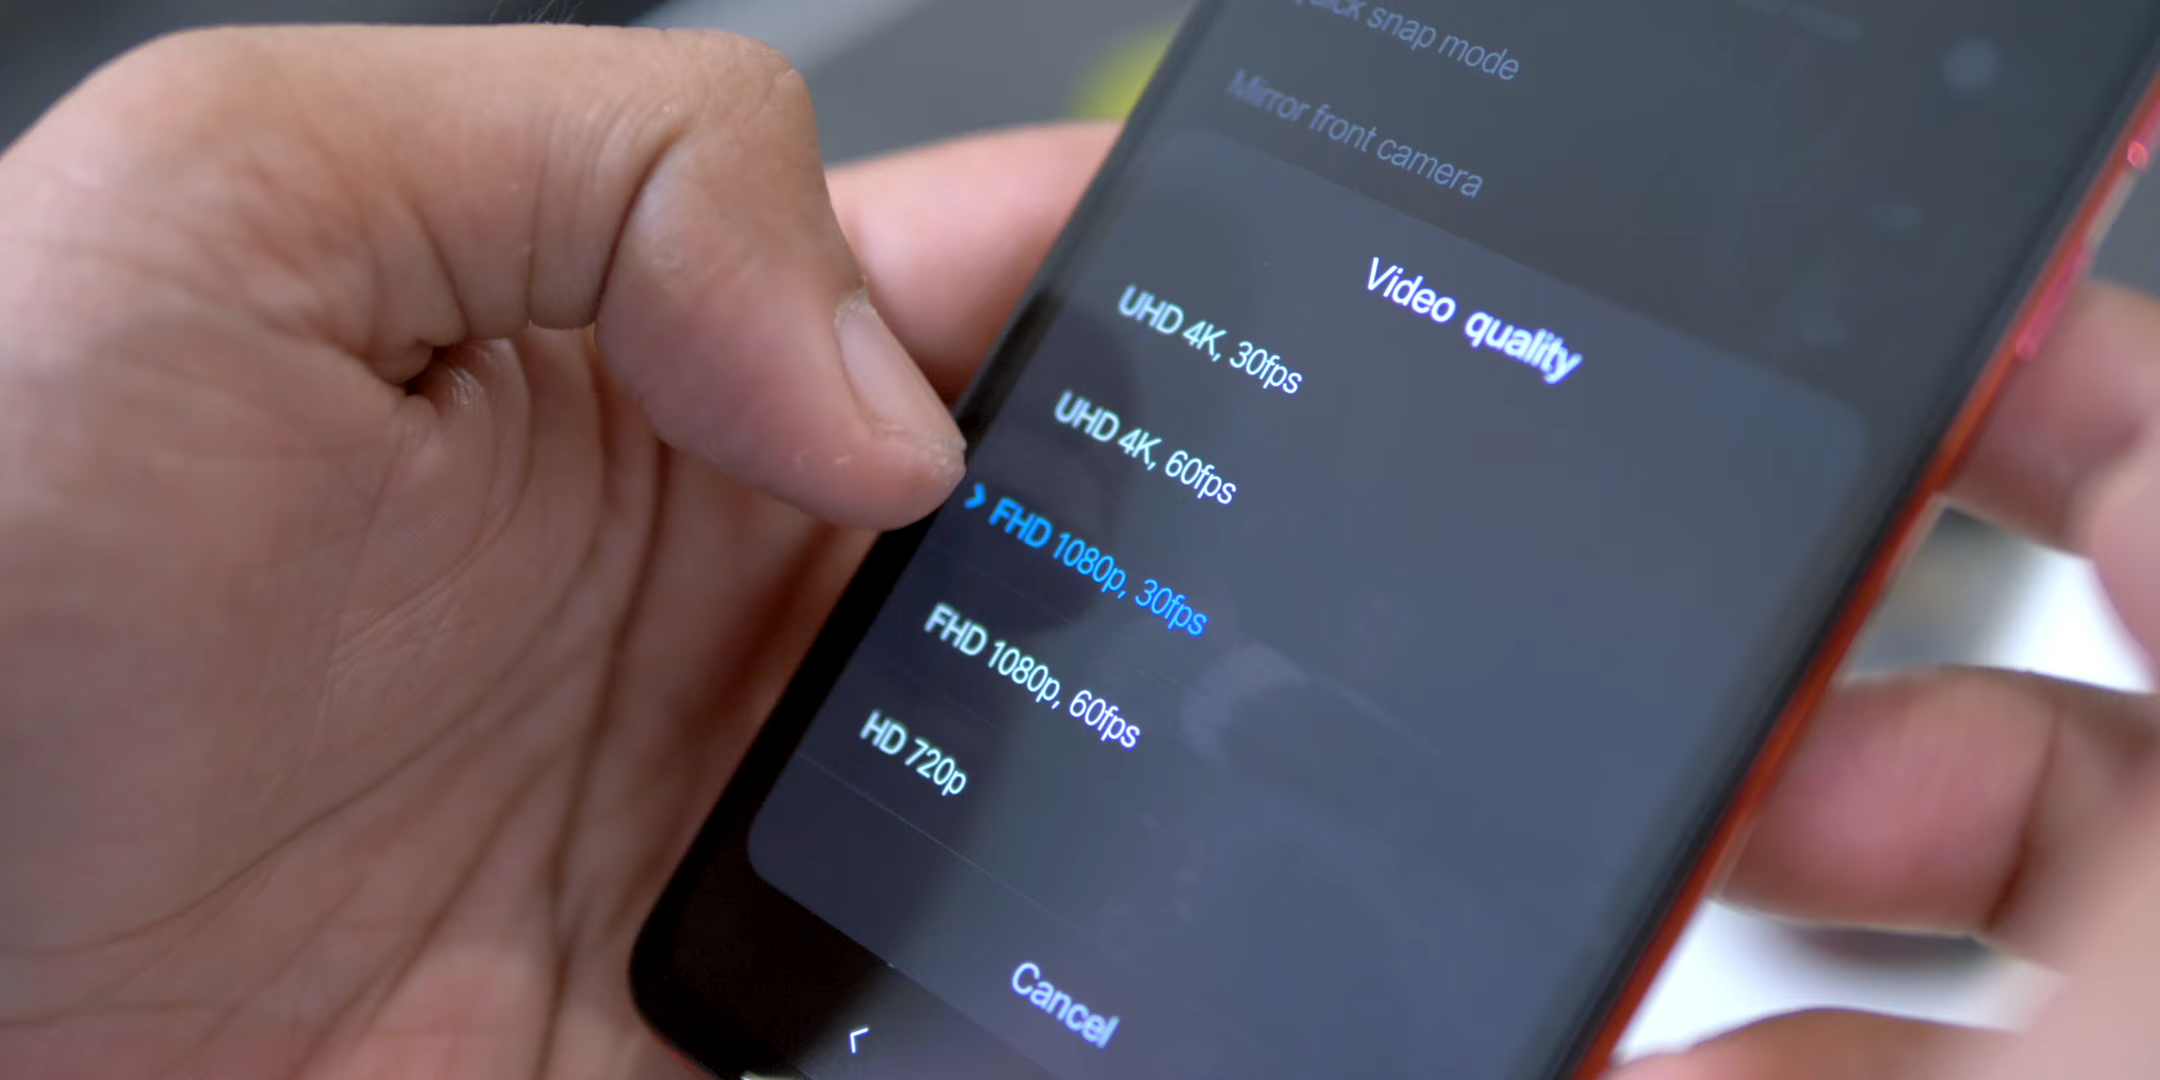 snap mode
Mirror front camera
Video quality
UHD 4K, 30fps
UHD 4K, 60fps
FHD 1080p, 30fps
FHD 1080p, 60fps
HD 720p
Cancel